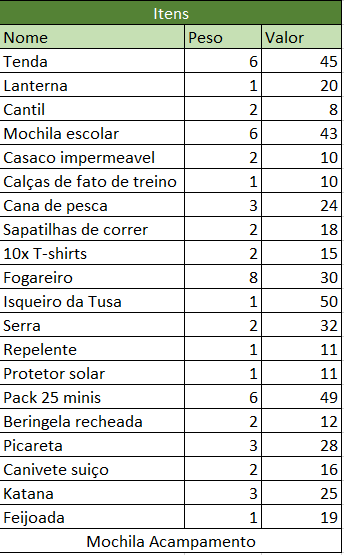 Itens
Nome Peso Valor
Tenda 6 45
Lanterna 1 20
Cantil 2 8
Mochila escolar 6 43
Casaco impermeavel 2 10
Calças de fato de treino 1 10
Cana de pesca 3 24
Sapatilhas de correr 2 18
10x T-shirts 2 15
Fogareiro 8 30
Isqueiro da Tusa 1 50
Serra 2 32
Repelente 1 11
Protetor solar 1 11
Pack 25 minis 6 49
Beringela recheada 2 12
Picareta 3 28
Canivete suiço 2 16
Katana 3 25
Feijoada 1 19
Mochila Acampamento